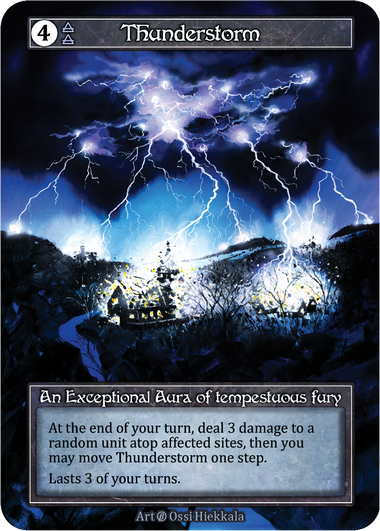 4 Thunderstorm
An Exceptional Aura of tempestuous fury
At the end of your turn, deal 3 damage to a
random unit atop affected sites, then you
may move Thunderstorm one step.
Lasts 3 of your turns.
Art @ Ossi Hiekkala